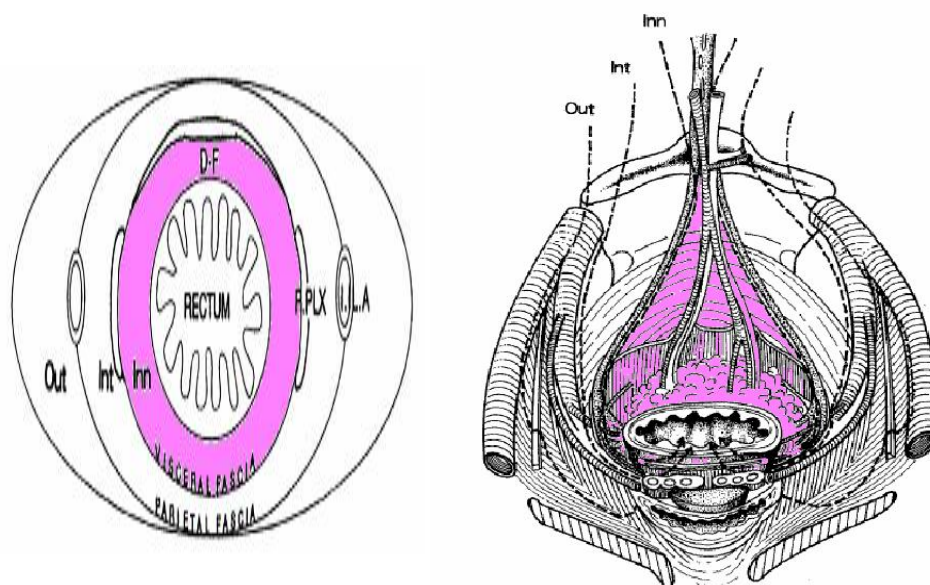 D-F
RECTUM
P.PLX
I.L.A
Out
Int
Inn
VISCERAL FASCIA
PARIETAL FASCIA
Inn
Int
Out